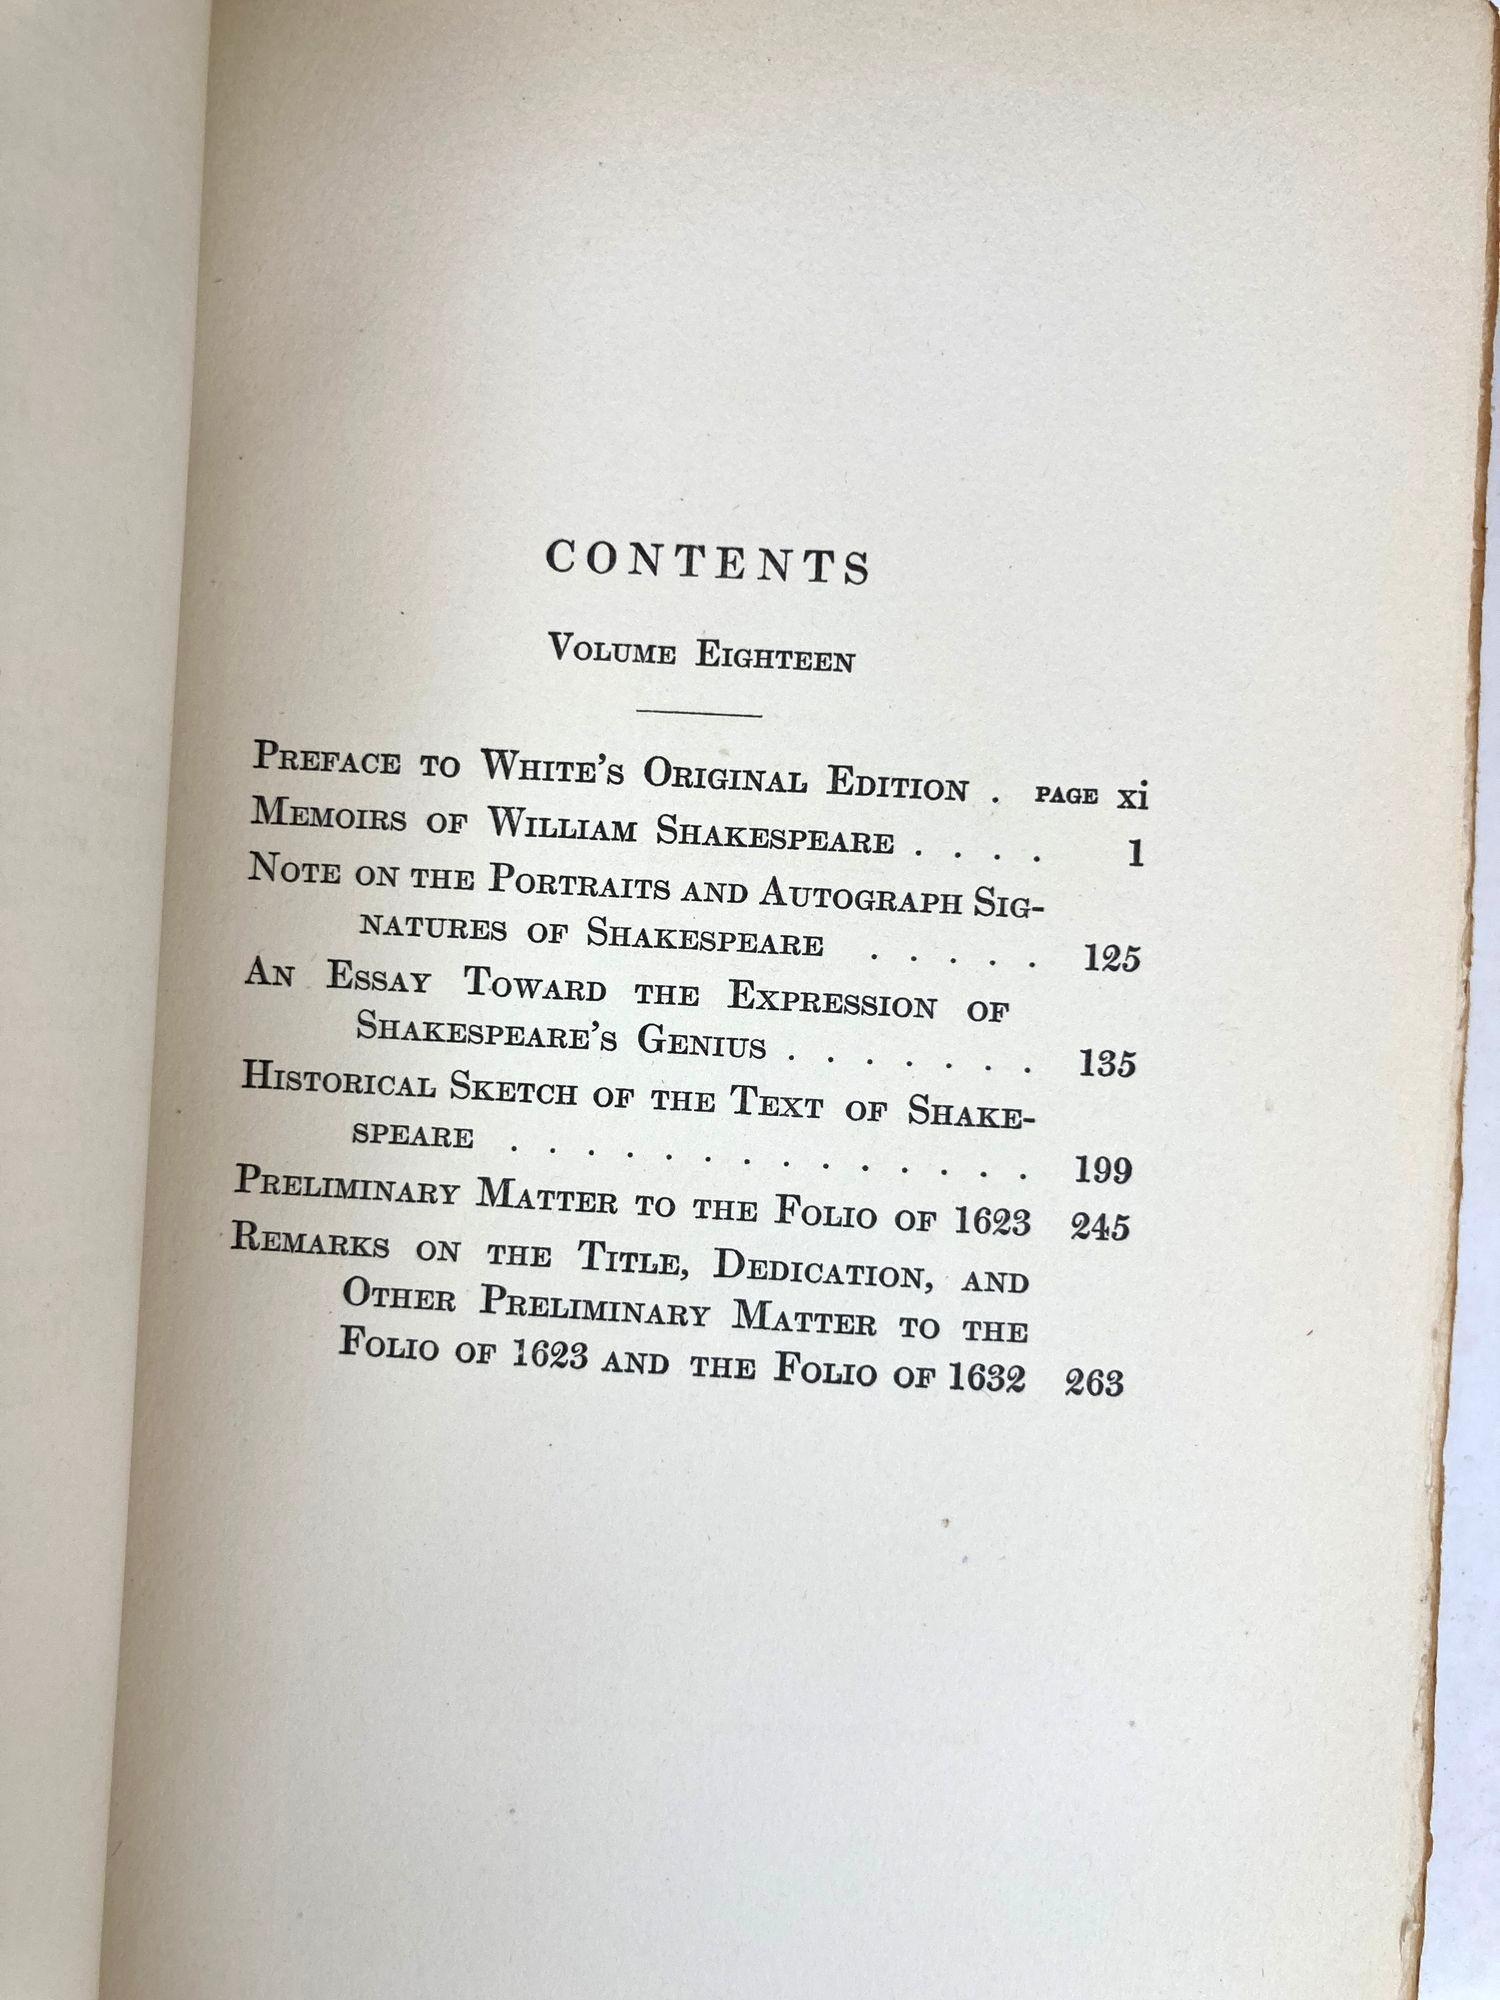 CONTENTS
Volume Eighteen
Preface to White's Original Edition . page xi
Memoirs of William Shakespeare . . . . 1
Note on the Portraits and Autograph Sig-
natures of Shakespeare . . . . . 125
An Essay Toward the Expression of
Shakespeare's Genius . . . . . . . 135
Historical Sketch of the Text of Shake-
speare . . . . . . . . . . . . . . 199
Preliminary Matter to the Folio of 1623 245
Remarks on the Title, Dedication, and
Other Preliminary Matter to the
Folio of 1623 and the Folio of 1632 263